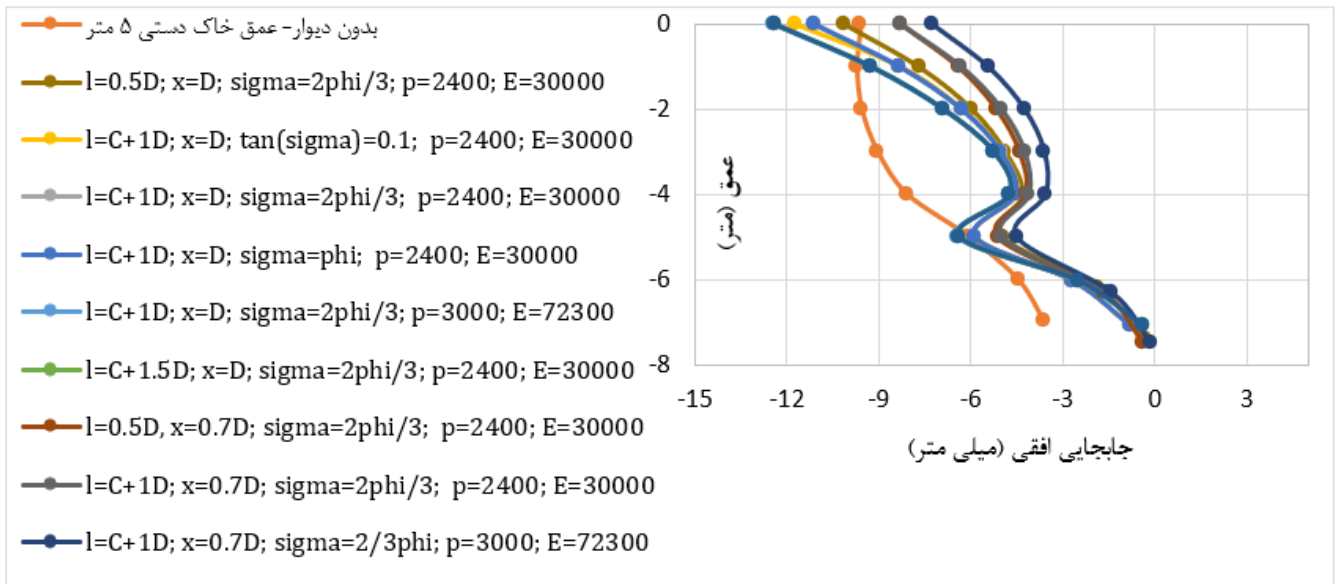 بدون دیوار- عمق خاک دستی ۵ متر
l=0.5D; x=D; sigma=2phi/3; p=2400; E=30000
l=C+1D; x=D; tan(sigma)=0.1; p=2400; E=30000
l=C+1D; x=D; sigma=2phi/3; p=2400; E=30000
l=C+1D; x=D; sigma=phi; p=2400; E=30000
l=C+1D; x=D; sigma=2phi/3; p=3000; E=72300
l=C+1.5D; x=D; sigma=2phi/3; p=2400; E=30000
l=0.5D, x=0.7D; sigma=2phi/3; p=2400; E=30000
l=C+1D; x=0.7D; sigma=2phi/3; p=2400; E=30000
l=C+1D; x=0.7D; sigma=2/3phi; p=3000; E=72300
عمق (متر)
0
-2
-4
-6
-8
-15 -12 -9 -6 -3 0 3
جابجایی افقی (میلی متر)